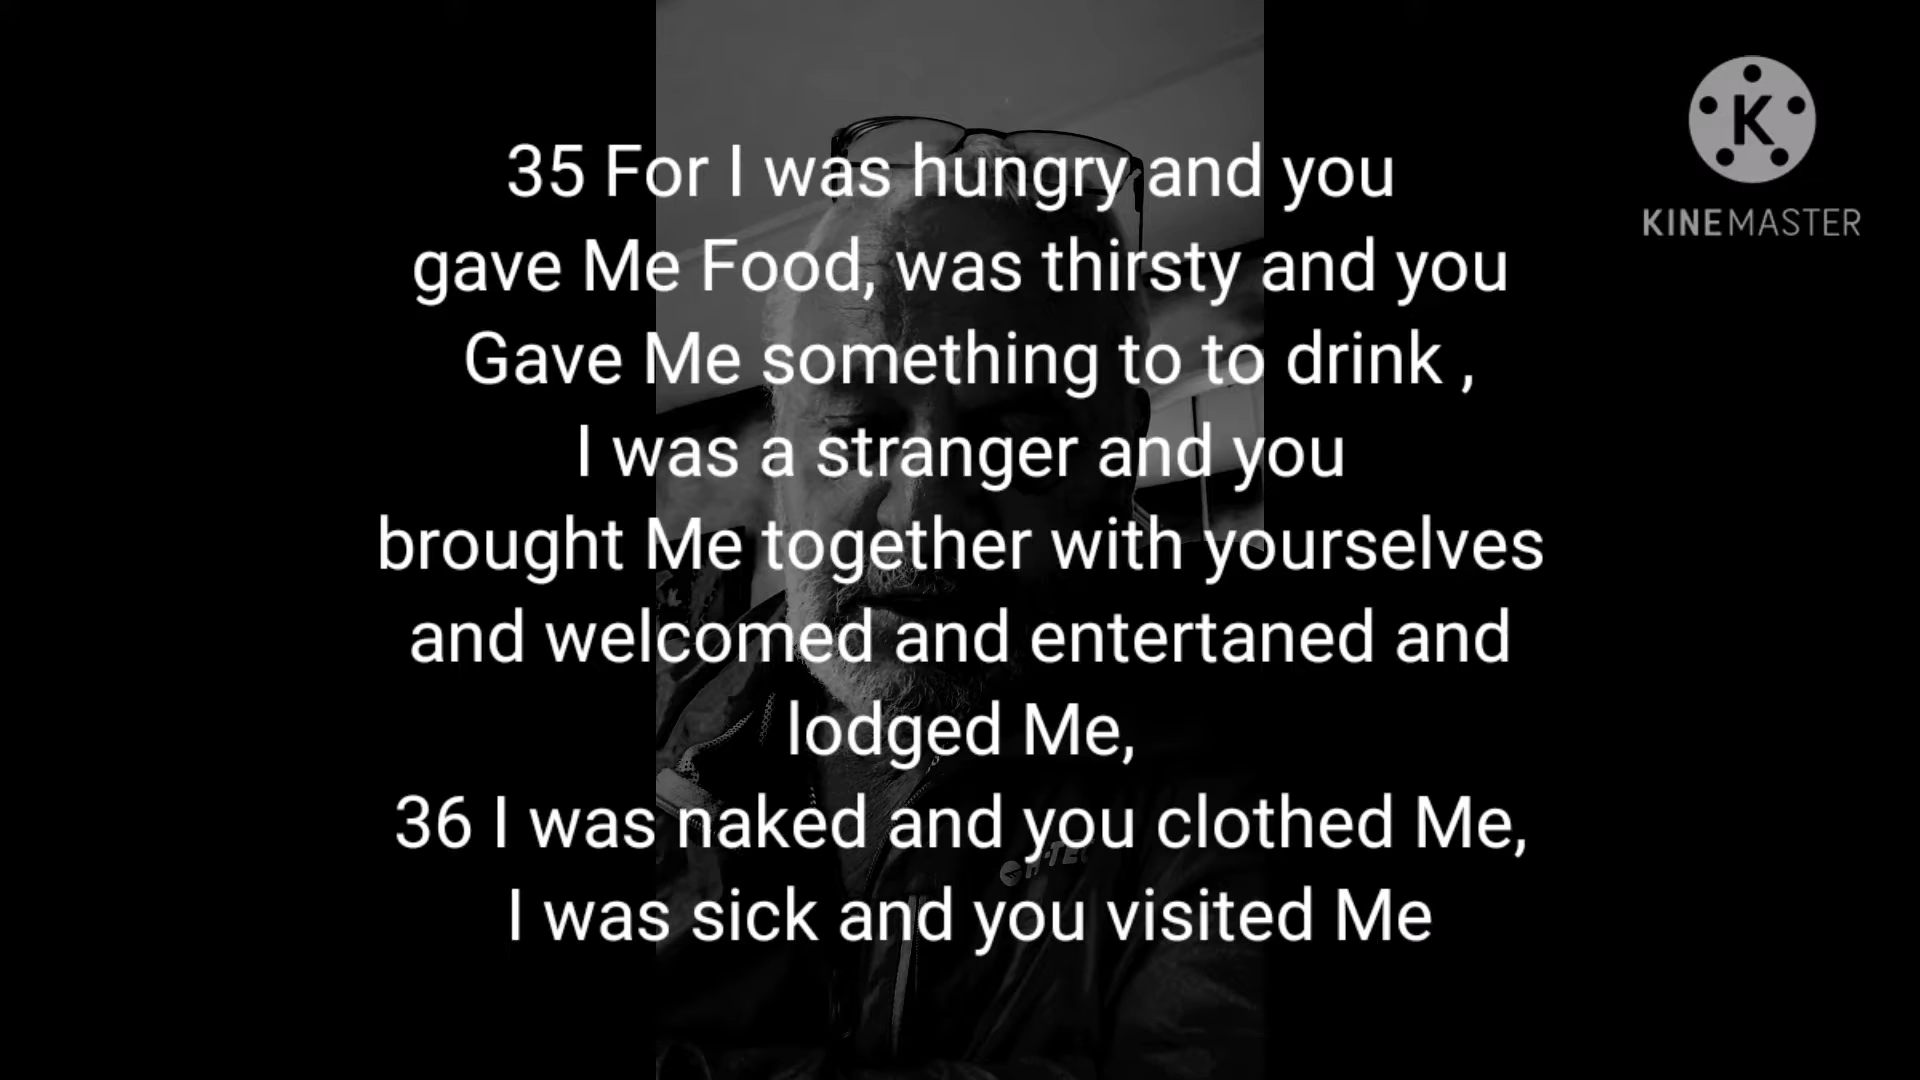 35 For I was hungry and you
gave Me Food, was thirsty and you
Gave Me something to to drink ,
I was a stranger and you
brought Me together with yourselves
and welcomed and entertaned and
lodged Me,
36 I was naked and you clothed Me,
I was sick and you visited Me
K
KINEMASTER
HI-TEC